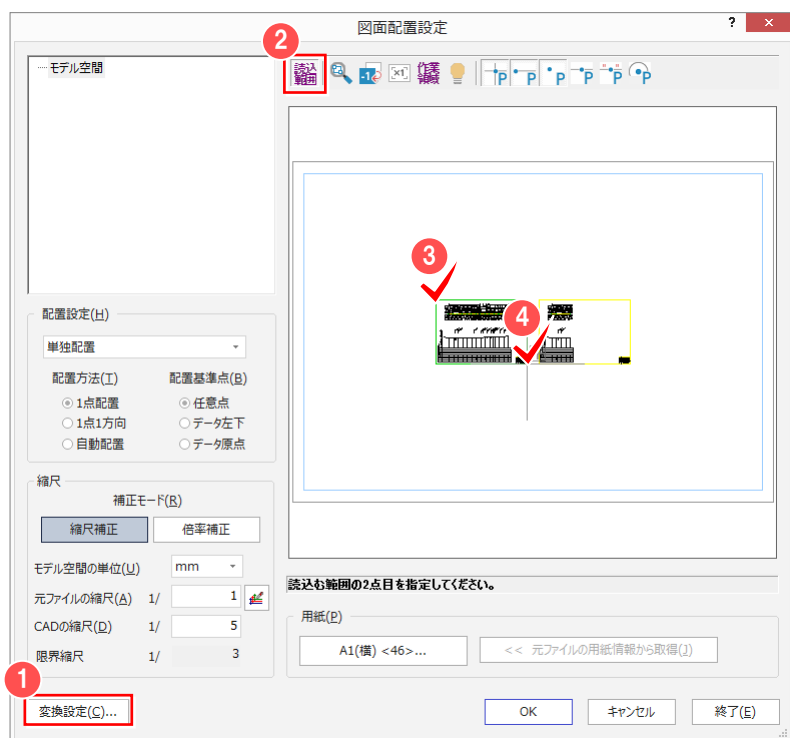 図面配置設定
?
×
2
モデル空間
読込
範囲
-1
×1
作業
領域
P
P
P
P
P
P
3
4
配置設定(H)
単独配置
配置方法(T)
配置基準点(B)
1点配置
任意点
1点1方向
データ左下
自動配置
データ原点
縮尺
補正モード(R)
縮尺補正
倍率補正
モデル空間の単位(U)
mm
元ファイルの縮尺(A) 1/ 1
CADの縮尺(D) 1/ 5
限界縮尺 1/ 3
読込む範囲の2点目を指定してください。
用紙(P)
A1(横) <46>...
<< 元ファイルの用紙情報から取得(J)
1
変換設定(C)...
OK
キャンセル
終了(E)